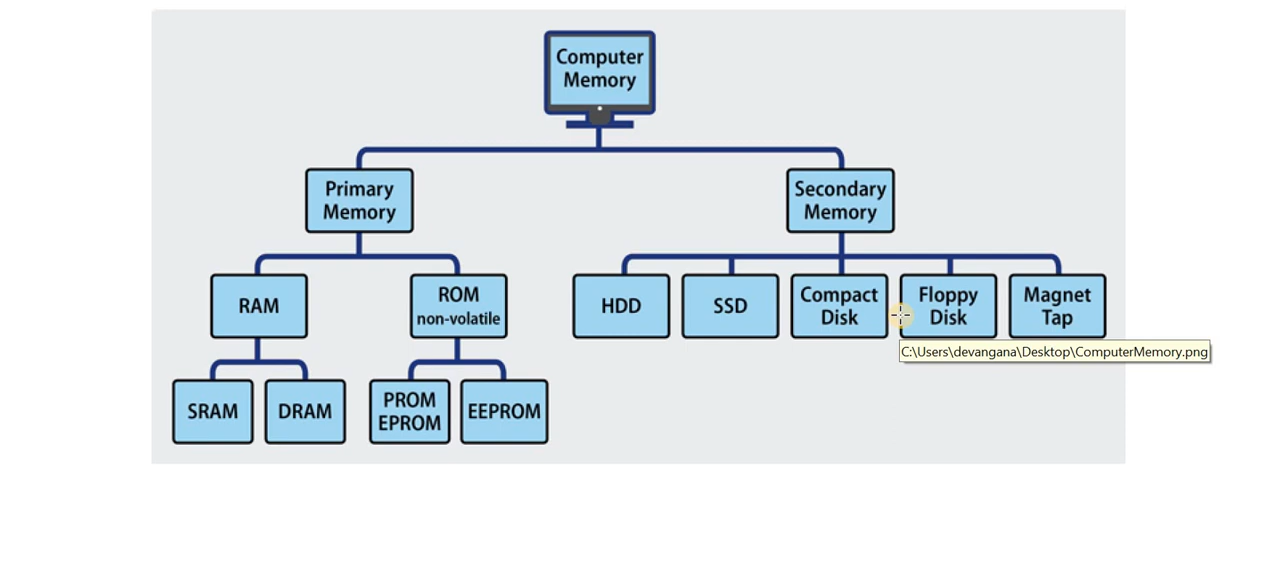 Computer
Memory
Primary
Memory
Secondary
Memory
RAM
ROM
non-volatile
HDD
SSD
Compact
Disk
Floppy
Disk
Magnet
Tap
C:\Users\devangana\Desktop\ComputerMemory.png
SRAM
DRAM
PROM
EPROM
EEPROM